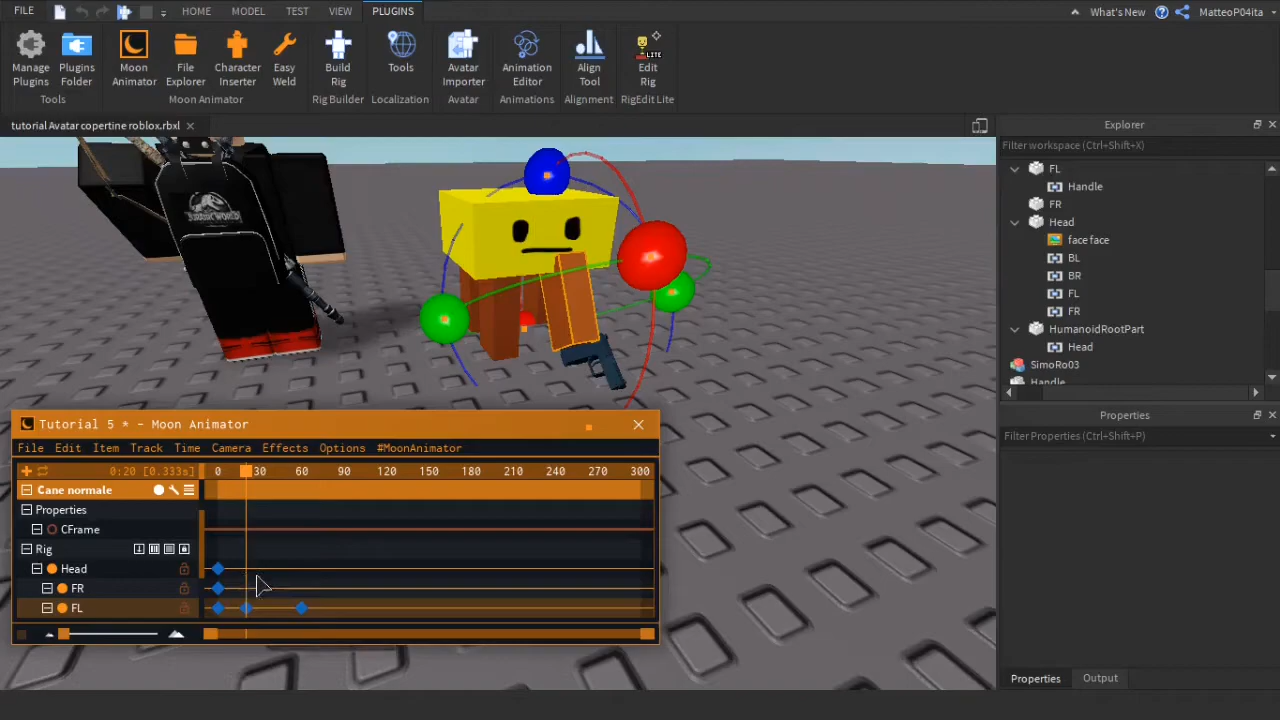 FILE HOME MODEL TEST VIEW PLUGINS What's New MatteoP04ita
Manage Plugins
Plugins Folder
Moon Animator
File Explorer
Character Inserter
Easy Weld
Build Rig
Tools
Avatar Importer
Animation Editor
Align Tool
LITE
Edit Rig
Tools Moon Animator Rig Builder Localization Avatar Animations Alignment RigEdit Lite
tutorial Avatar copertine roblox.rbxl
Explorer
Filter workspace (Ctrl+Shift+X)
FL
Handle
FR
Head
face face
BL
BR
FL
FR
HumanoidRootPart
Head
SimoRo03
Handle
Properties
Filter Properties (Ctrl+Shift+P)
JURASSIC WORLD
Tutorial 5 * - Moon Animator
File Edit Item Track Time Camera Effects Options #MoonAnimator
0:20 [0.333s] 0 30 60 90 120 150 180 210 240 270 300
Cane normale
Properties
CFrame
Rig
Head
FR
FL
Properties Output